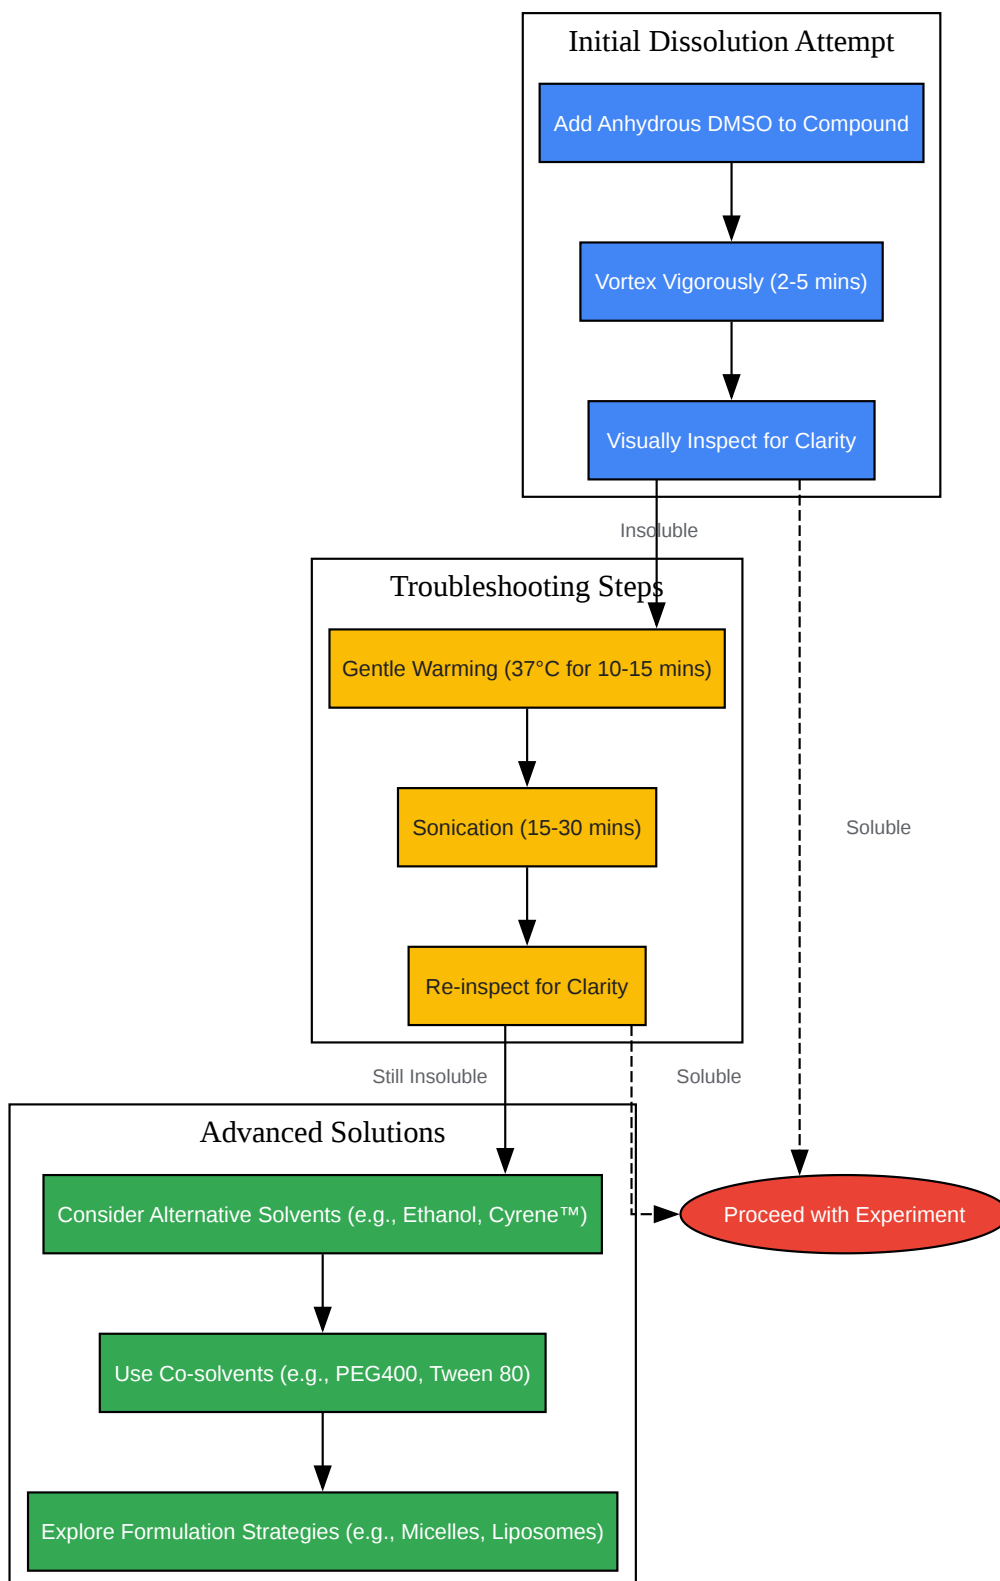 Initial Dissolution Attempt
Add Anhydrous DMSO to Compound
Vortex Vigorously (2-5 mins)
Visually Inspect for Clarity
Insoluble
Troubleshooting Steps
Gentle Warming (37°C for 10-15 mins)
Sonication (15-30 mins)
Soluble
Re-inspect for Clarity
Still Insoluble
Soluble
Advanced Solutions
Consider Alternative Solvents (e.g., Ethanol, Cyrene™)
Proceed with Experiment
Use Co-solvents (e.g., PEG400, Tween 80)
Explore Formulation Strategies (e.g., Micelles, Liposomes)